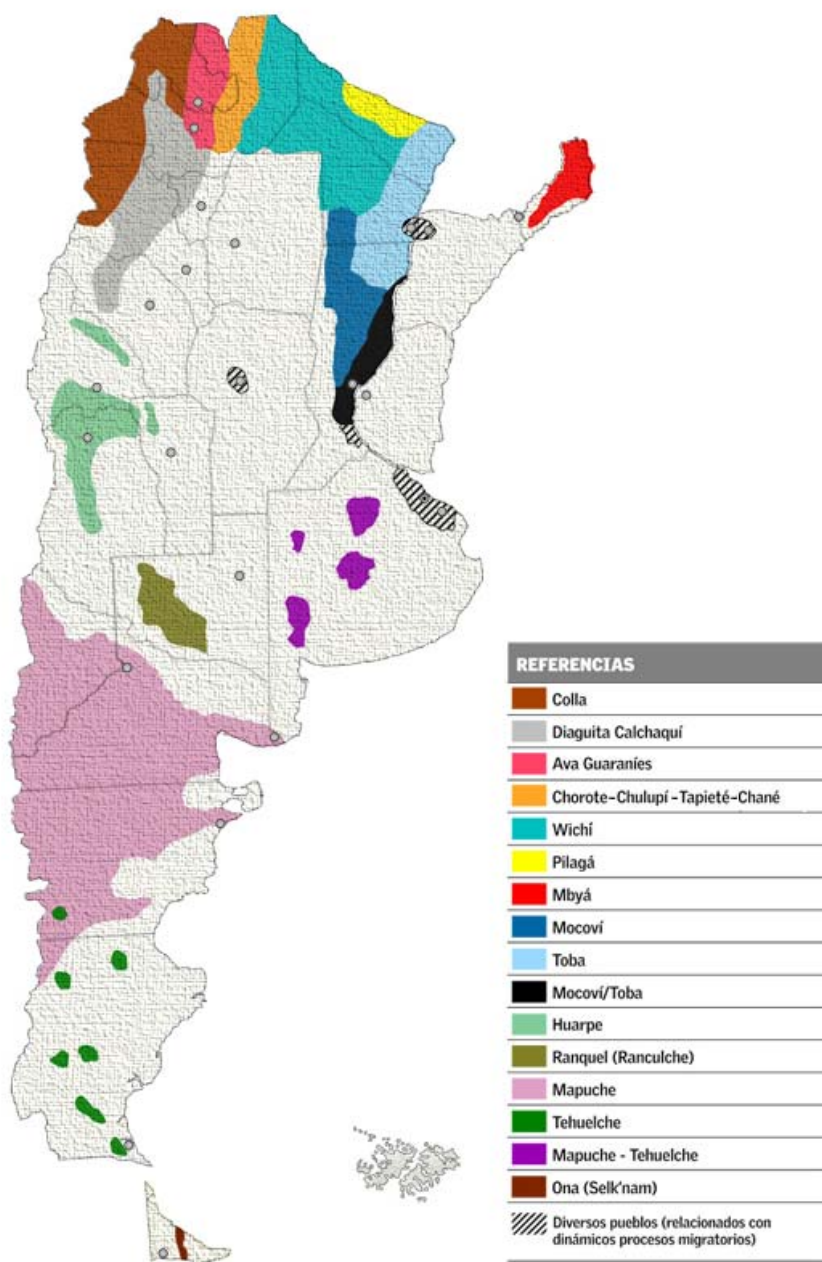 REFERENCIAS
Colla
Diaguita Calchaquí
Ava Guaraníes
Chorote-Chulupí-Tapieté-Chané
Wichí
Pilagá
Mbyá
Mocoví
Toba
Mocoví/Toba
Huarpe
Ranquel (Ranculche)
Mapuche
Tehuelche
Mapuche - Tehuelche
Ona (Selk'nam)
Diversos pueblos (relacionados con
dinámicos procesos migratorios)